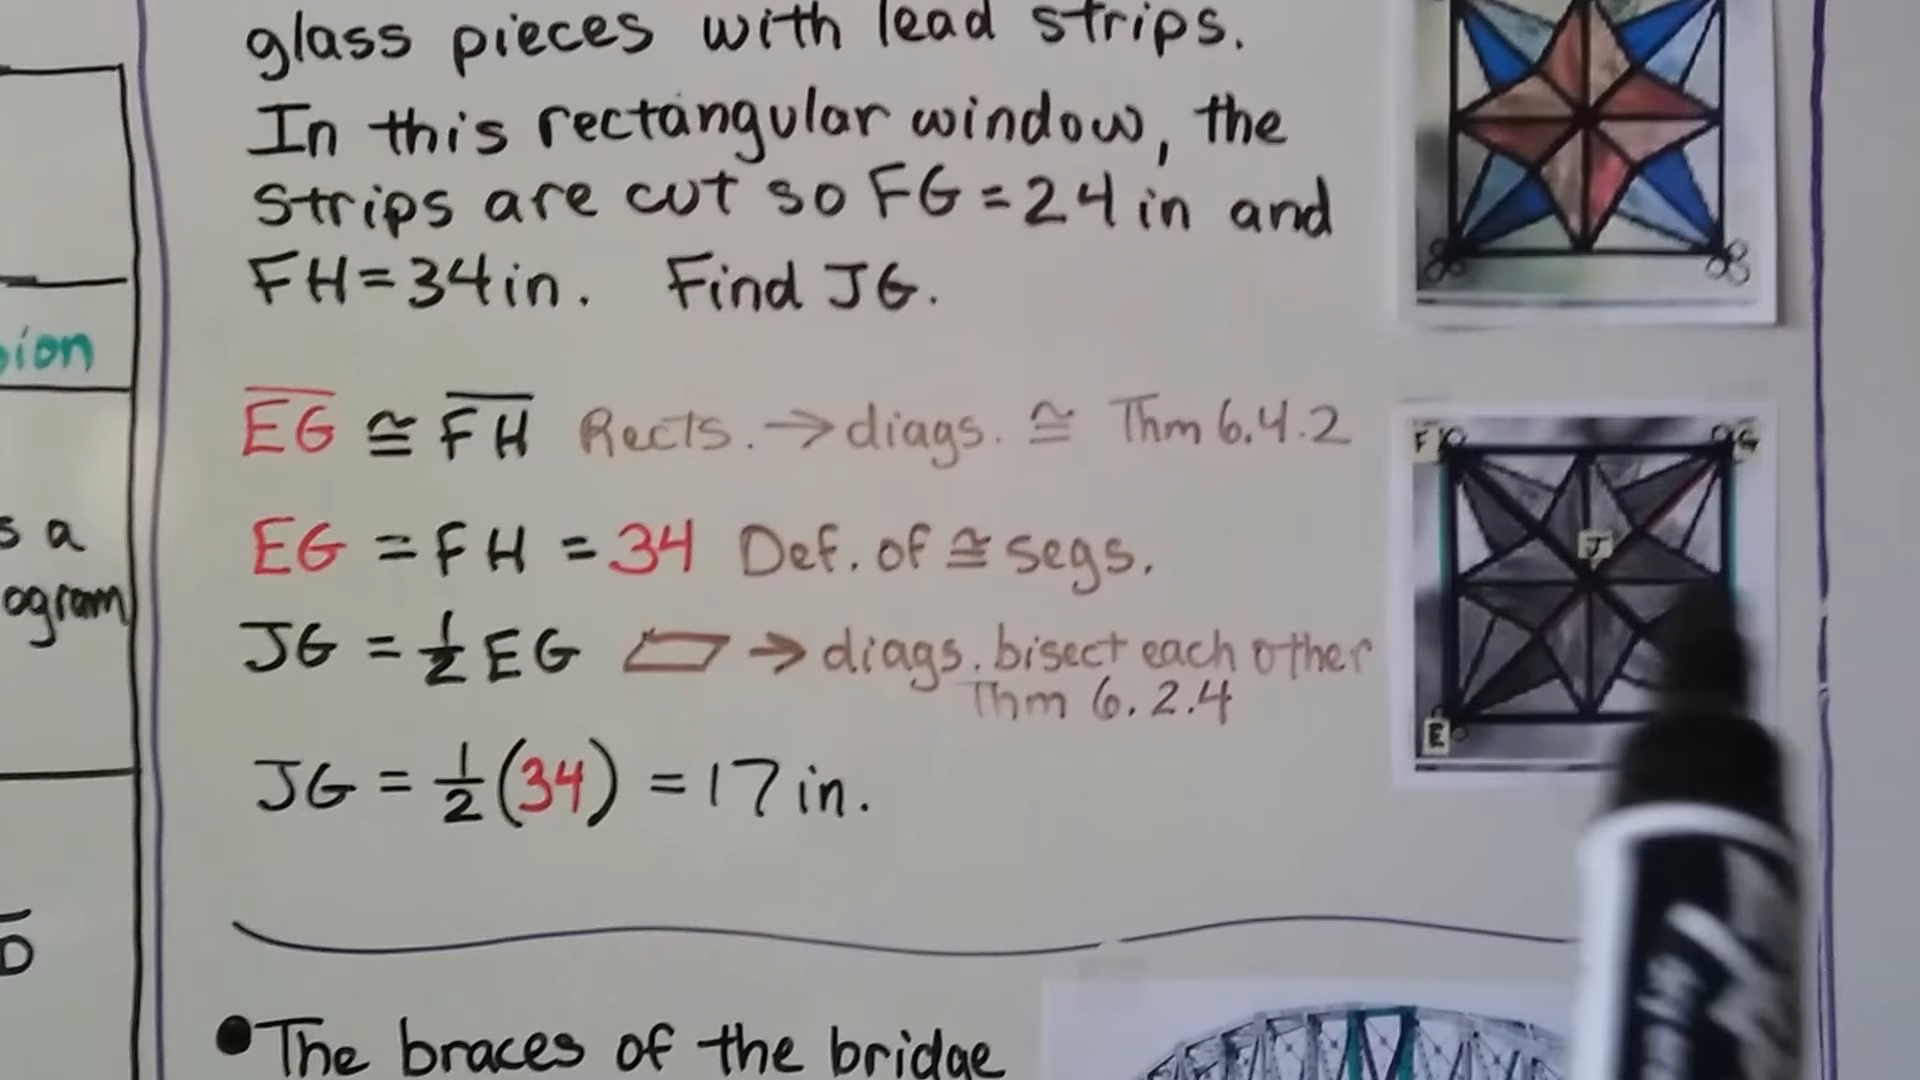 glass pieces with lead strips.
In this rectangular window, the
strips are cut so FG = 24 in and
FH = 34 in. Find JG.
EG ≅ FH Rects. → diags. ≅ Thm 6.4.2
EG = FH = 34 Def. of ≅ segs.
JG = 1/2 EG ▱ → diags. bisect each other
Thm 6.2.4
JG = 1/2 (34) = 17 in.
• The braces of the bridge
F G
J
E
s a
ogram
D